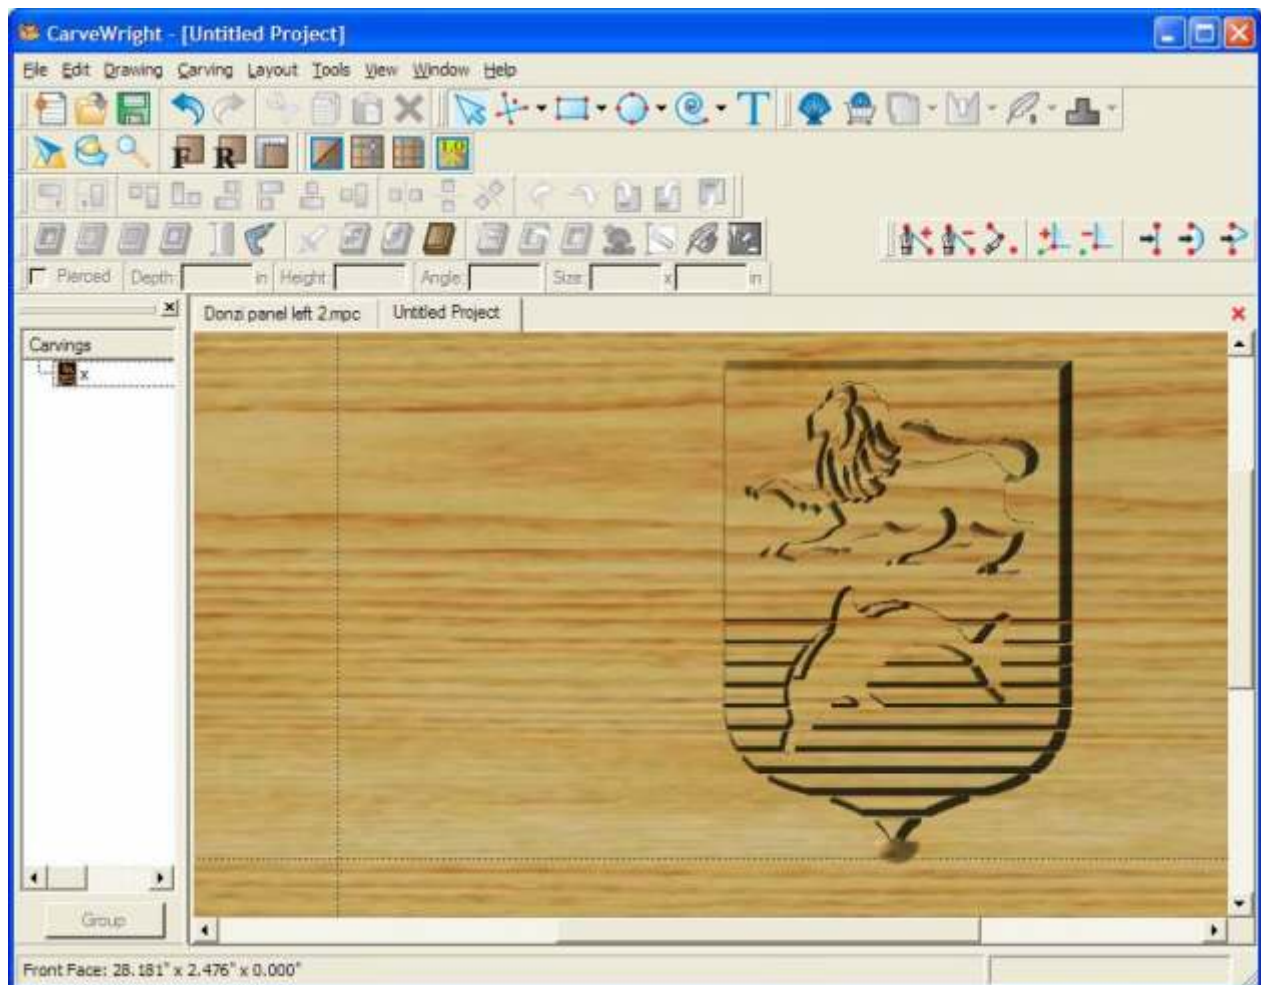 CarveWright - [Untitled Project]
File Edit Drawing Carving Layout Tools View Window Help
T
F R LQ
Pierced Depth: in Height: Angle: Size: x in
Donzi panel left 2.mpc Untitled Project
Carvings
x
Group
Front Face: 28.181" x 2.476" x 0.000"